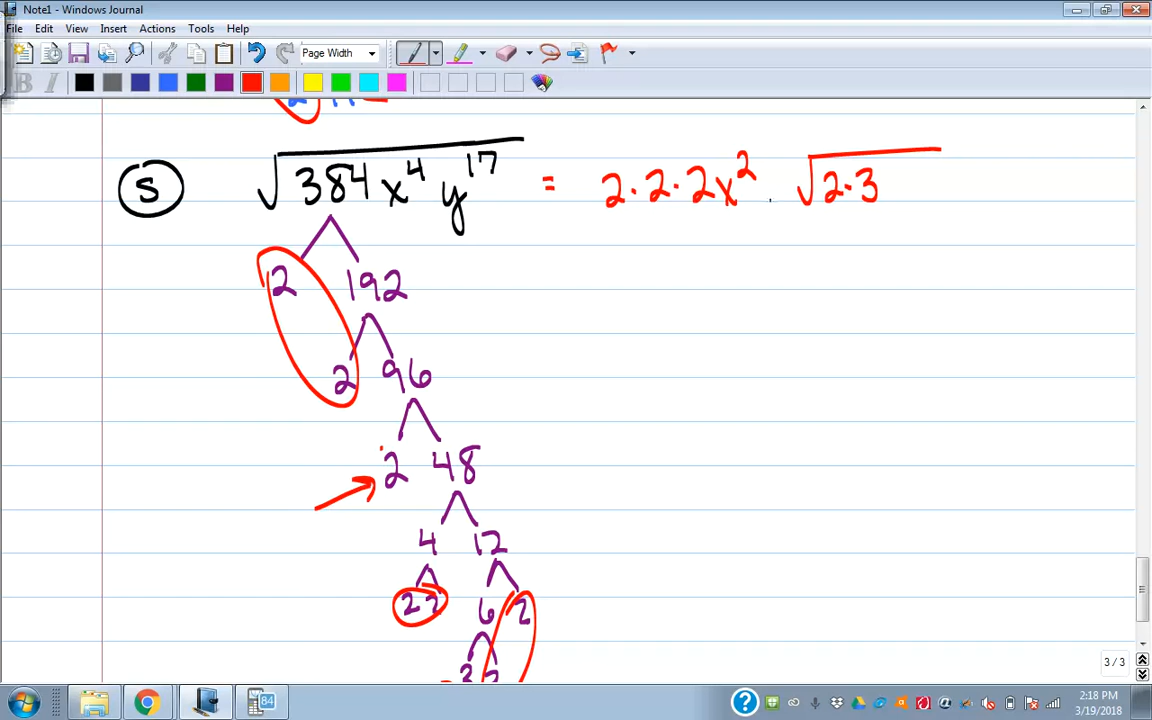 Note1 - Windows Journal
File Edit View Insert Actions Tools Help
Page Width
B I
5 √384x⁴y¹⁷ = 2·2·2x² · √2·3
2 192
2 96
2 48
4 12
2 2 6 2
3 / 3
84
2:18 PM
3/19/2018